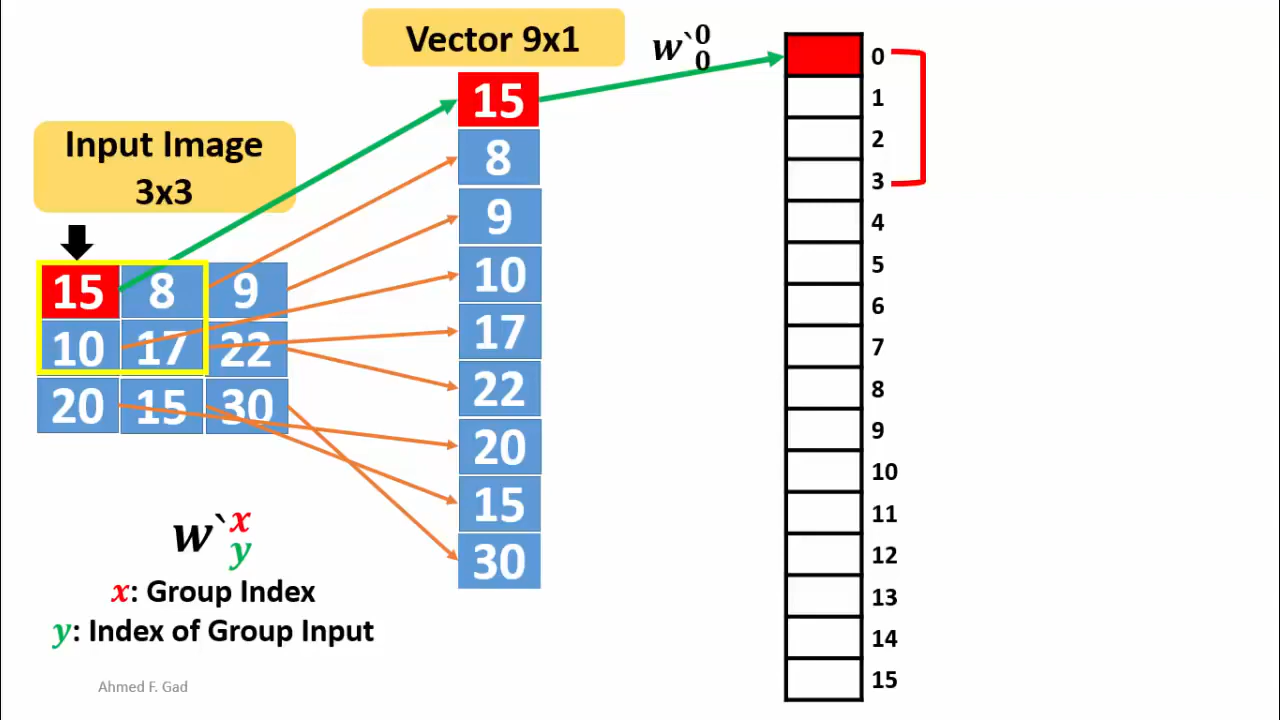 Vector 9x1
w`0
0
Input Image
3x3
15 8 9
10 17 22
20 15 30
15
8
9
10
17
22
20
15
30
0
1
2
3
4
5
6
7
8
9
10
11
12
13
14
15
w`x
y
x: Group Index
y: Index of Group Input
Ahmed F. Gad